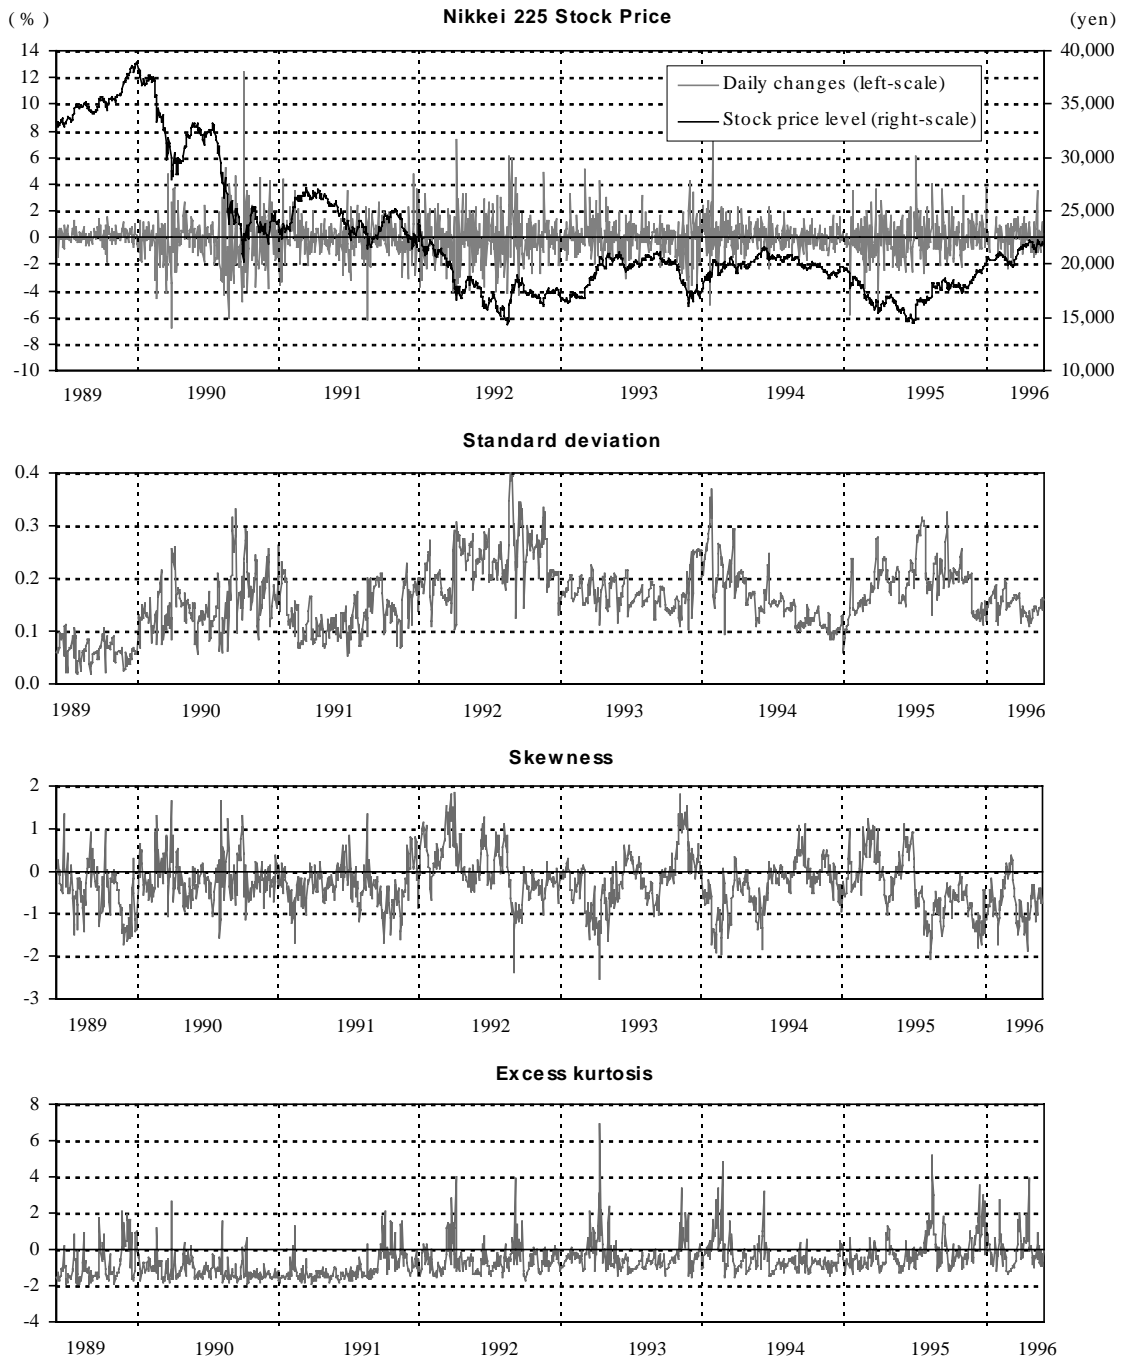 Nikkei 225 Stock Price
(%) (yen)
14 40,000
12
10 35,000
8
6 30,000
4
2 25,000
0
-2 20,000
-4
-6 15,000
-8
-10 10,000
Daily changes (left-scale)
Stock price level (right-scale)
1989 1990 1991 1992 1993 1994 1995 1996
Standard deviation
0.4
0.3
0.2
0.1
0.0
1989 1990 1991 1992 1993 1994 1995 1996
Skewness
2
1
0
-1
-2
-3
1989 1990 1991 1992 1993 1994 1995 1996
Excess kurtosis
8
6
4
2
0
-2
-4
1989 1990 1991 1992 1993 1994 1995 1996